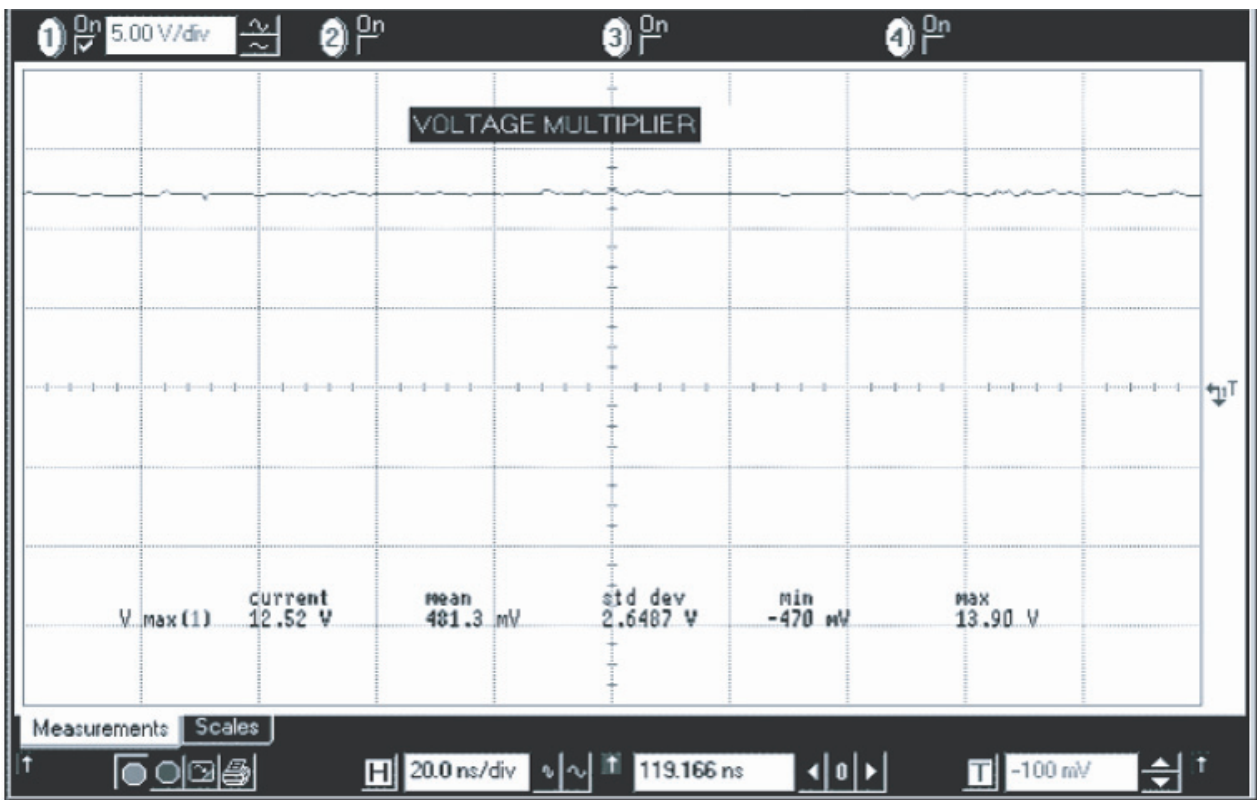 1 On 5.00 V/div 2 On 3 On 4 On
VOLTAGE MULTIPLIER
T
current mean std dev min max
V max(1) 12.52 V 481.3 mV 2.6487 V -470 mV 13.90 V
Measurements Scales
H 20.0 ns/div 119.166 ns 0 T -100 mV